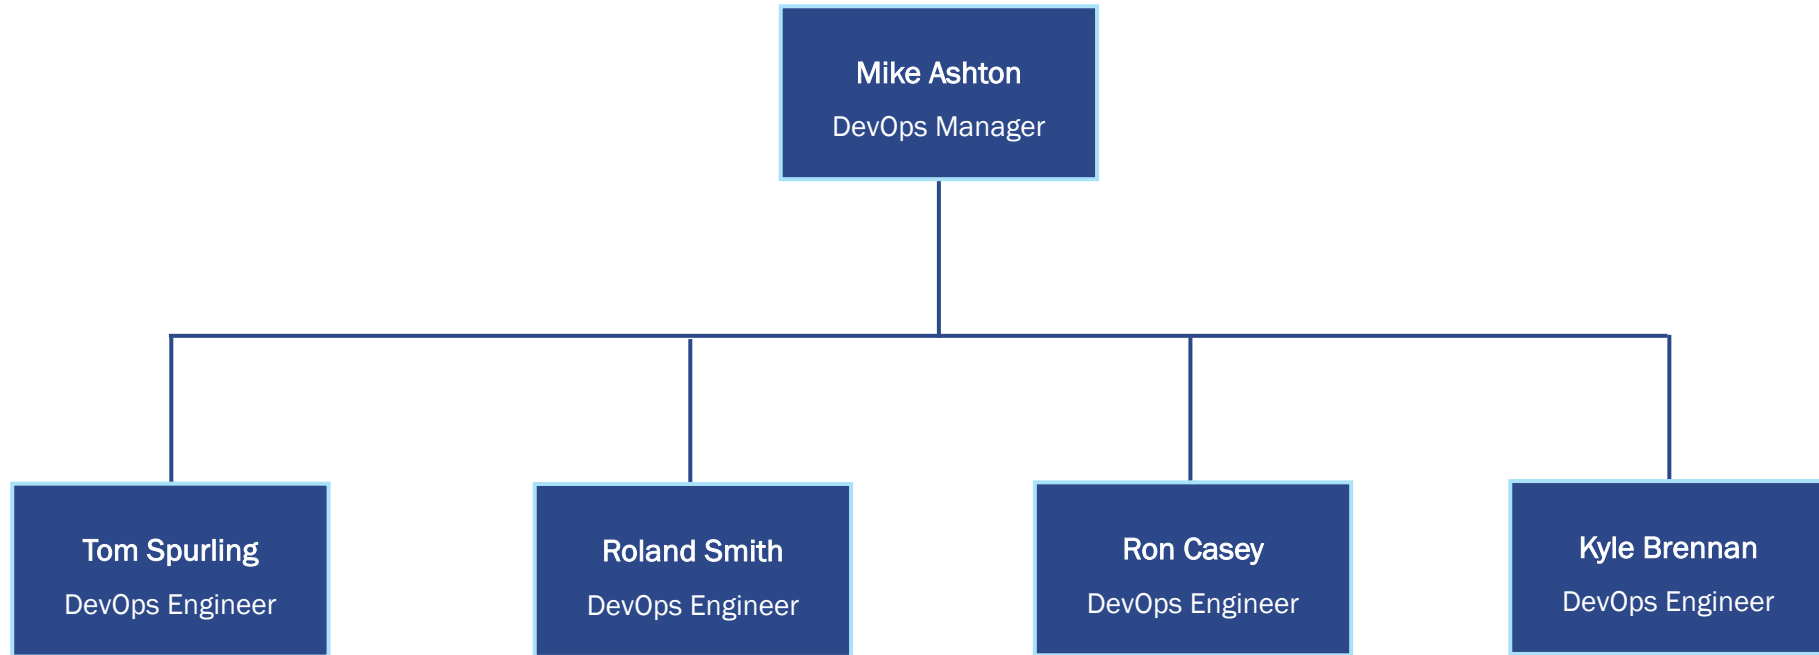 Mike Ashton
DevOps Manager
Tom Spurling
DevOps Engineer
Roland Smith
DevOps Engineer
Ron Casey
DevOps Engineer
Kyle Brennan
DevOps Engineer